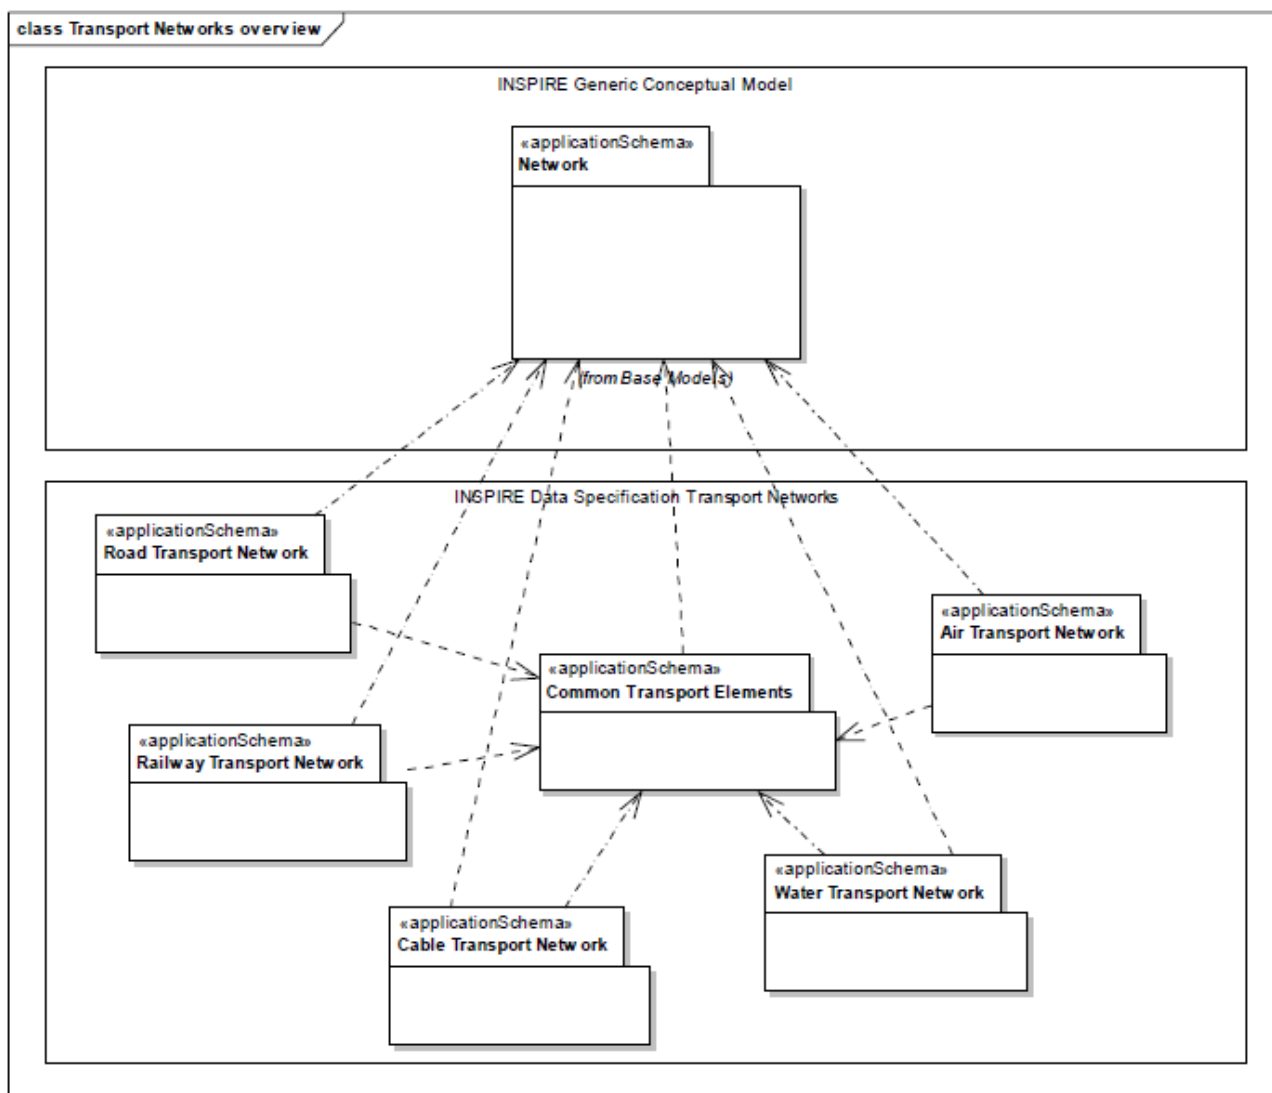 class Transport Networks overview
INSPIRE Generic Conceptual Model
«applicationSchema»
Network
(from Base Models)
INSPIRE Data Specification Transport Networks
«applicationSchema»
Road Transport Network
«applicationSchema»
Air Transport Network
«applicationSchema»
Common Transport Elements
«applicationSchema»
Railway Transport Network
«applicationSchema»
Water Transport Network
«applicationSchema»
Cable Transport Network